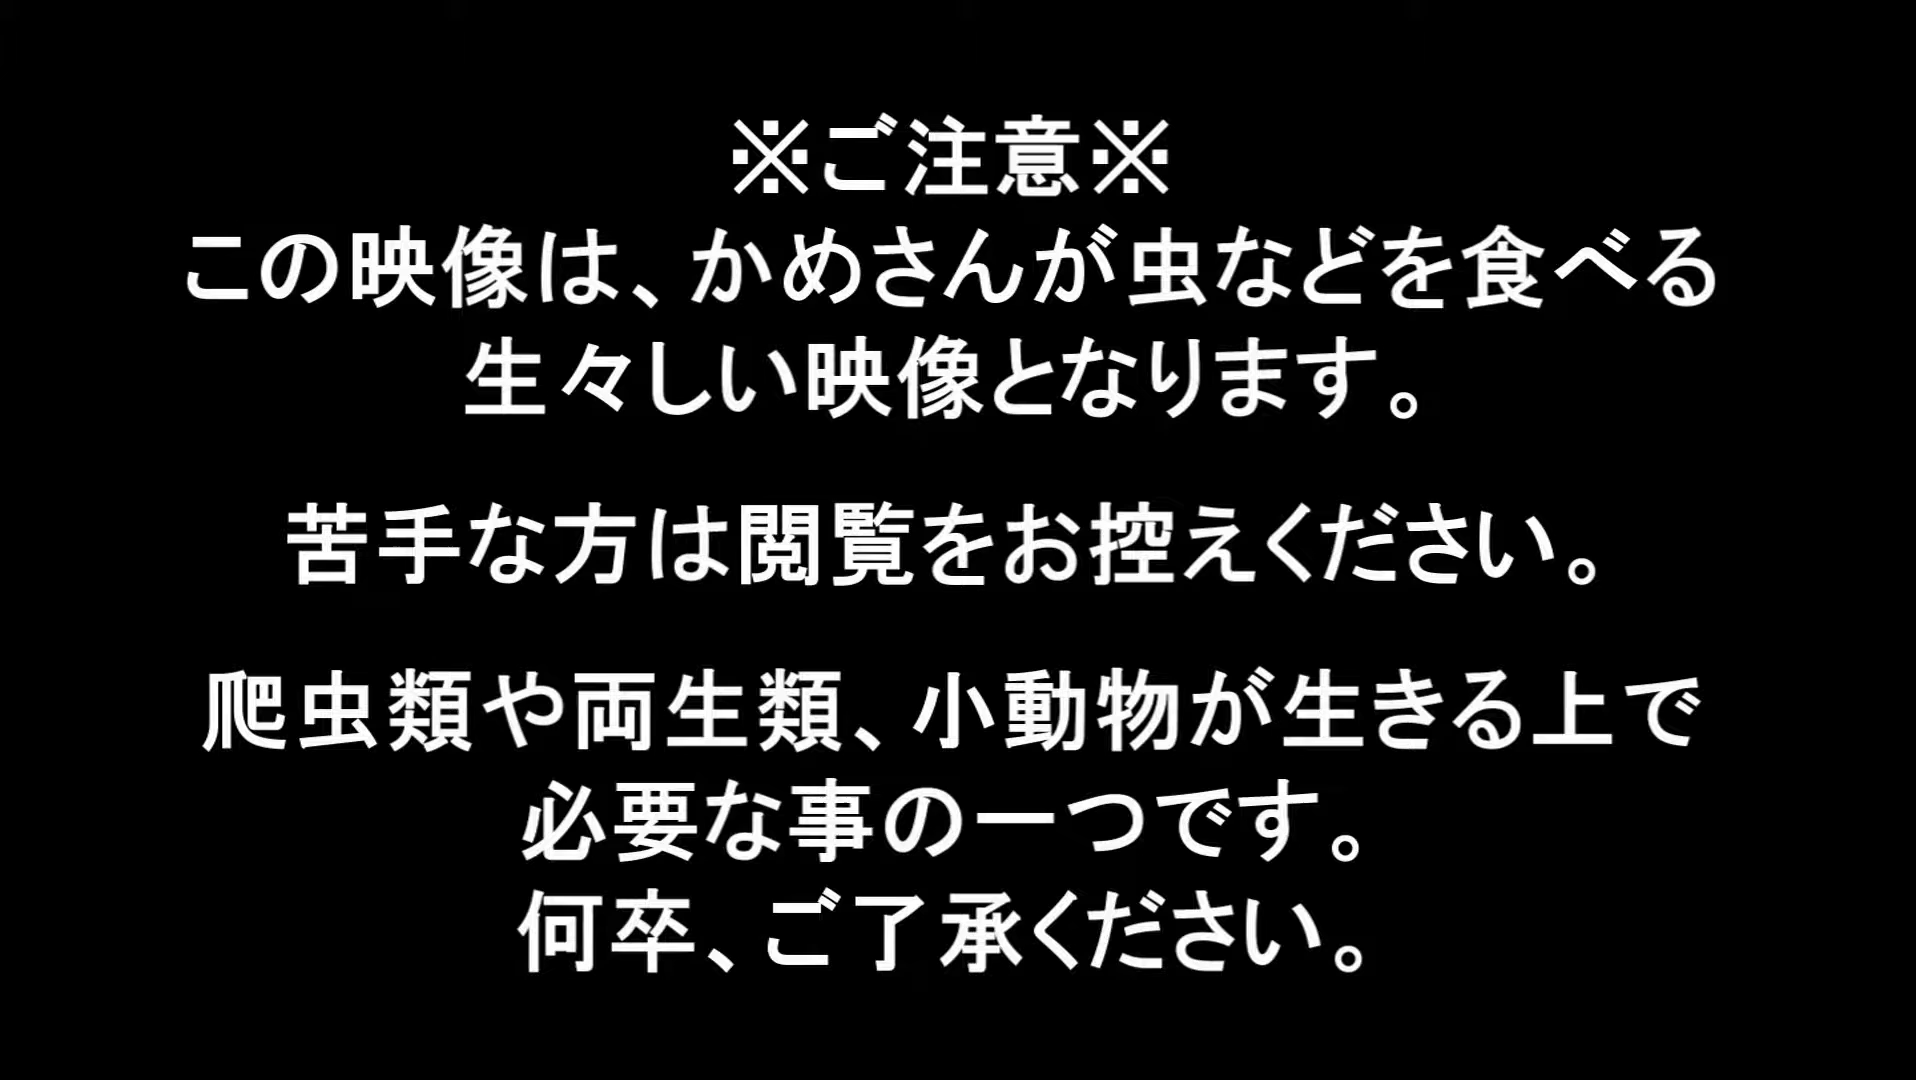 ※ご注意※
この映像は、かめさんが虫などを食べる
生々しい映像となります。
苦手な方は閲覧をお控えください。
爬虫類や両生類、小動物が生きる上で
必要な事の一つです。
何卒、ご了承ください。